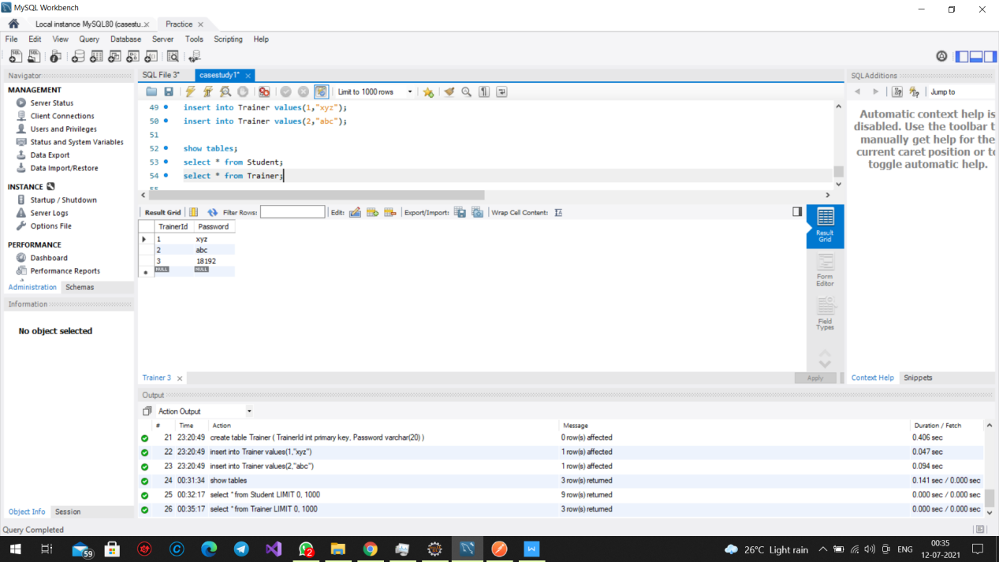 MySQL Workbench
Local instance MySQL80 (casestu... × Practice ×
File Edit View Query Database Server Tools Scripting Help
Navigator
MANAGEMENT
Server Status
Client Connections
Users and Privileges
Status and System Variables
Data Export
Data Import/Restore
INSTANCE
Startup / Shutdown
Server Logs
Options File
PERFORMANCE
Dashboard
Performance Reports
Administration Schemas
Information
No object selected
Object Info Session
SQL File 3* casestudy1* ×
Limit to 1000 rows
49 insert into Trainer values(1,"xyz");
50 insert into Trainer values(2,"abc");
51
52 show tables;
53 select * from Student;
54 select * from Trainer;
55
Result Grid Filter Rows: Edit: Export/Import: Wrap Cell Content:
TrainerId Password
1 xyz
2 abc
3 18192
NULL NULL
Result Grid
Form Editor
Field Types
Trainer 3 × Apply
SQLAdditions
Jump to
Automatic context help is
disabled. Use the toolbar t
manually get help for the
current caret position or to
toggle automatic help.
Context Help Snippets
Output
Action Output
# Time Action Message Duration / Fetch
21 23:20:49 create table Trainer ( TrainerId int primary key, Password varchar(20) ) 0 row(s) affected 0.406 sec
22 23:20:49 insert into Trainer values(1,"xyz") 1 row(s) affected 0.047 sec
23 23:20:49 insert into Trainer values(2,"abc") 1 row(s) affected 0.094 sec
24 00:31:34 show tables 3 row(s) returned 0.141 sec / 0.000 sec
25 00:32:17 select * from Student LIMIT 0, 1000 9 row(s) returned 0.000 sec / 0.000 sec
26 00:35:17 select * from Trainer LIMIT 0, 1000 3 row(s) returned 0.000 sec / 0.000 sec
Query Completed
59 2 26°C Light rain ENG 00:35
12-07-2021